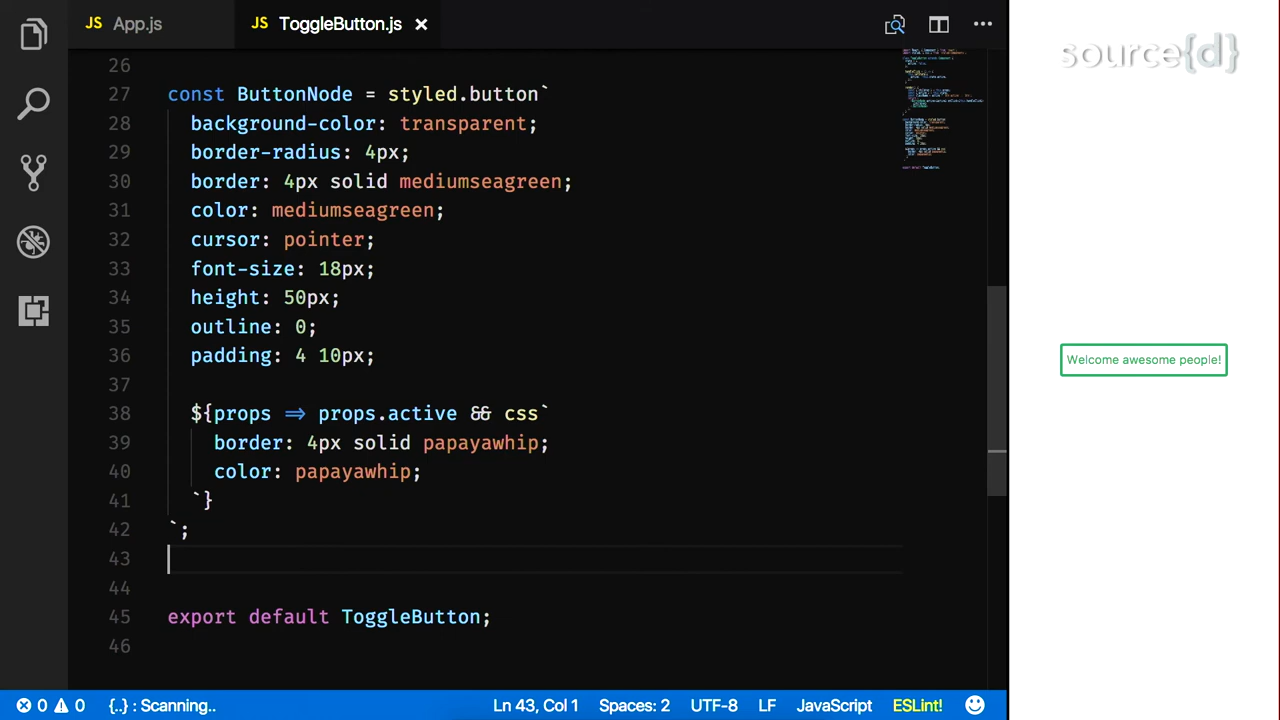 JS App.js
JS ToggleButton.js ×
source{d}
26
27 const ButtonNode = styled.button`
28 background-color: transparent;
29 border-radius: 4px;
30 border: 4px solid mediumseagreen;
31 color: mediumseagreen;
32 cursor: pointer;
33 font-size: 18px;
34 height: 50px;
35 outline: 0;
36 padding: 4 10px;
37
38 ${props => props.active && css`
39 border: 4px solid papayawhip;
40 color: papayawhip;
41 `}
42 `;
43
44
45 export default ToggleButton;
46
Welcome awesome people!
0 0 {..} : Scanning.. Ln 43, Col 1 Spaces: 2 UTF-8 LF JavaScript ESLint!